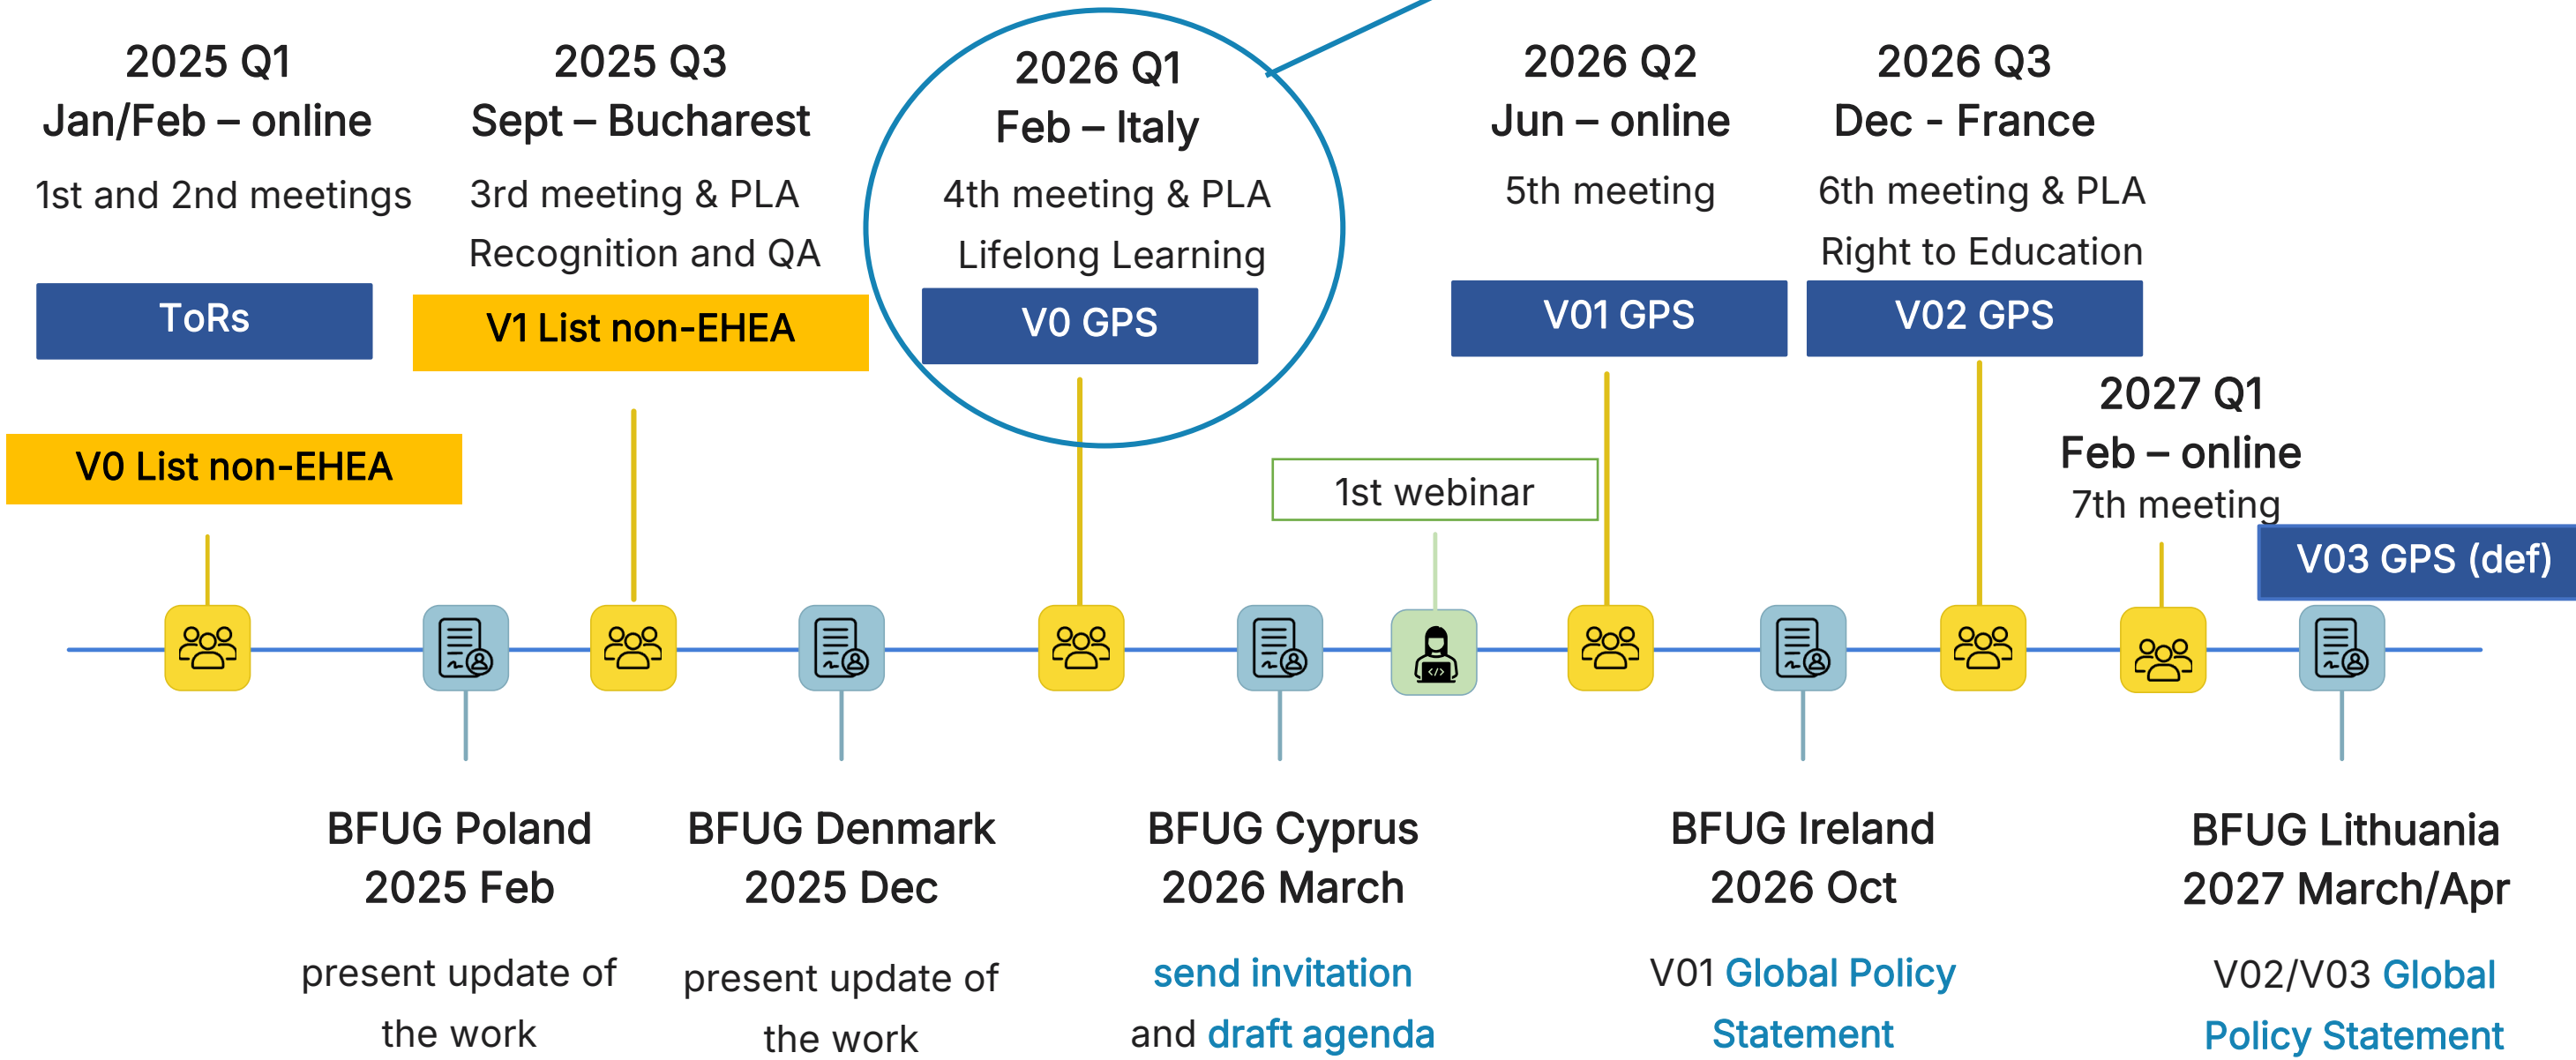 2025 Q1
Jan/Feb – online
1st and 2nd meetings
ToRs
V0 List non-EHEA
2025 Q3
Sept – Bucharest
3rd meeting & PLA
Recognition and QA
V1 List non-EHEA
2026 Q1
Feb – Italy
4th meeting & PLA
Lifelong Learning
V0 GPS
1st webinar
2026 Q2
Jun – online
5th meeting
V01 GPS
2026 Q3
Dec - France
6th meeting & PLA
Right to Education
V02 GPS
2027 Q1
Feb – online
7th meeting
V03 GPS (def)
BFUG Poland
2025 Feb
present update of
the work
BFUG Denmark
2025 Dec
present update of
the work
BFUG Cyprus
2026 March
send invitation
and draft agenda
BFUG Ireland
2026 Oct
V01 Global Policy
Statement
BFUG Lithuania
2027 March/Apr
V02/V03 Global
Policy Statement